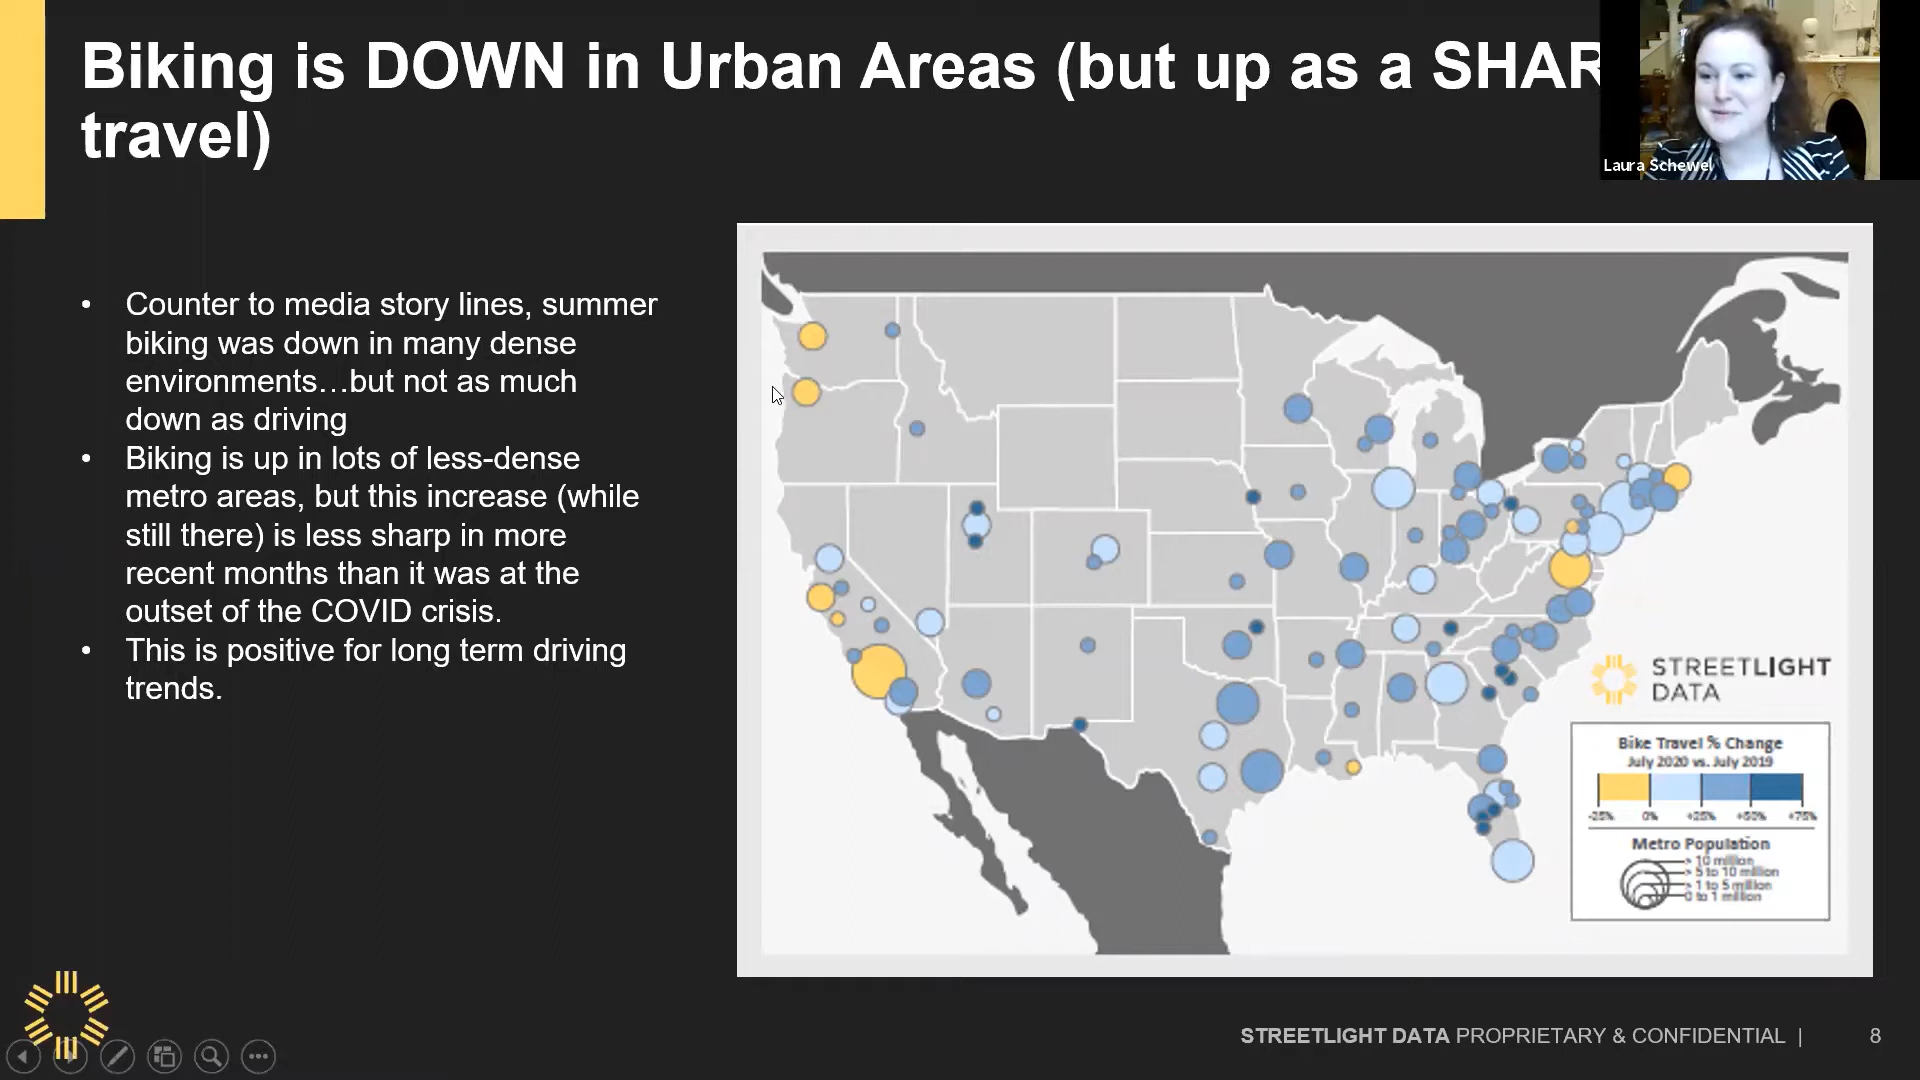 Biking is DOWN in Urban Areas (but up as a SHAR
travel)
Laura Schewel
• Counter to media story lines, summer
biking was down in many dense
environments…but not as much
down as driving
• Biking is up in lots of less-dense
metro areas, but this increase (while
still there) is less sharp in more
recent months than it was at the
outset of the COVID crisis.
• This is positive for long term driving
trends.
STREETLIGHT
DATA
Bike Travel % Change
July 2020 vs. July 2019
-25% 0% +25% +50% +75%
Metro Population
> 10 million
> 5 to 10 million
> 1 to 5 million
0 to 1 million
STREETLIGHT DATA PROPRIETARY & CONFIDENTIAL | 8